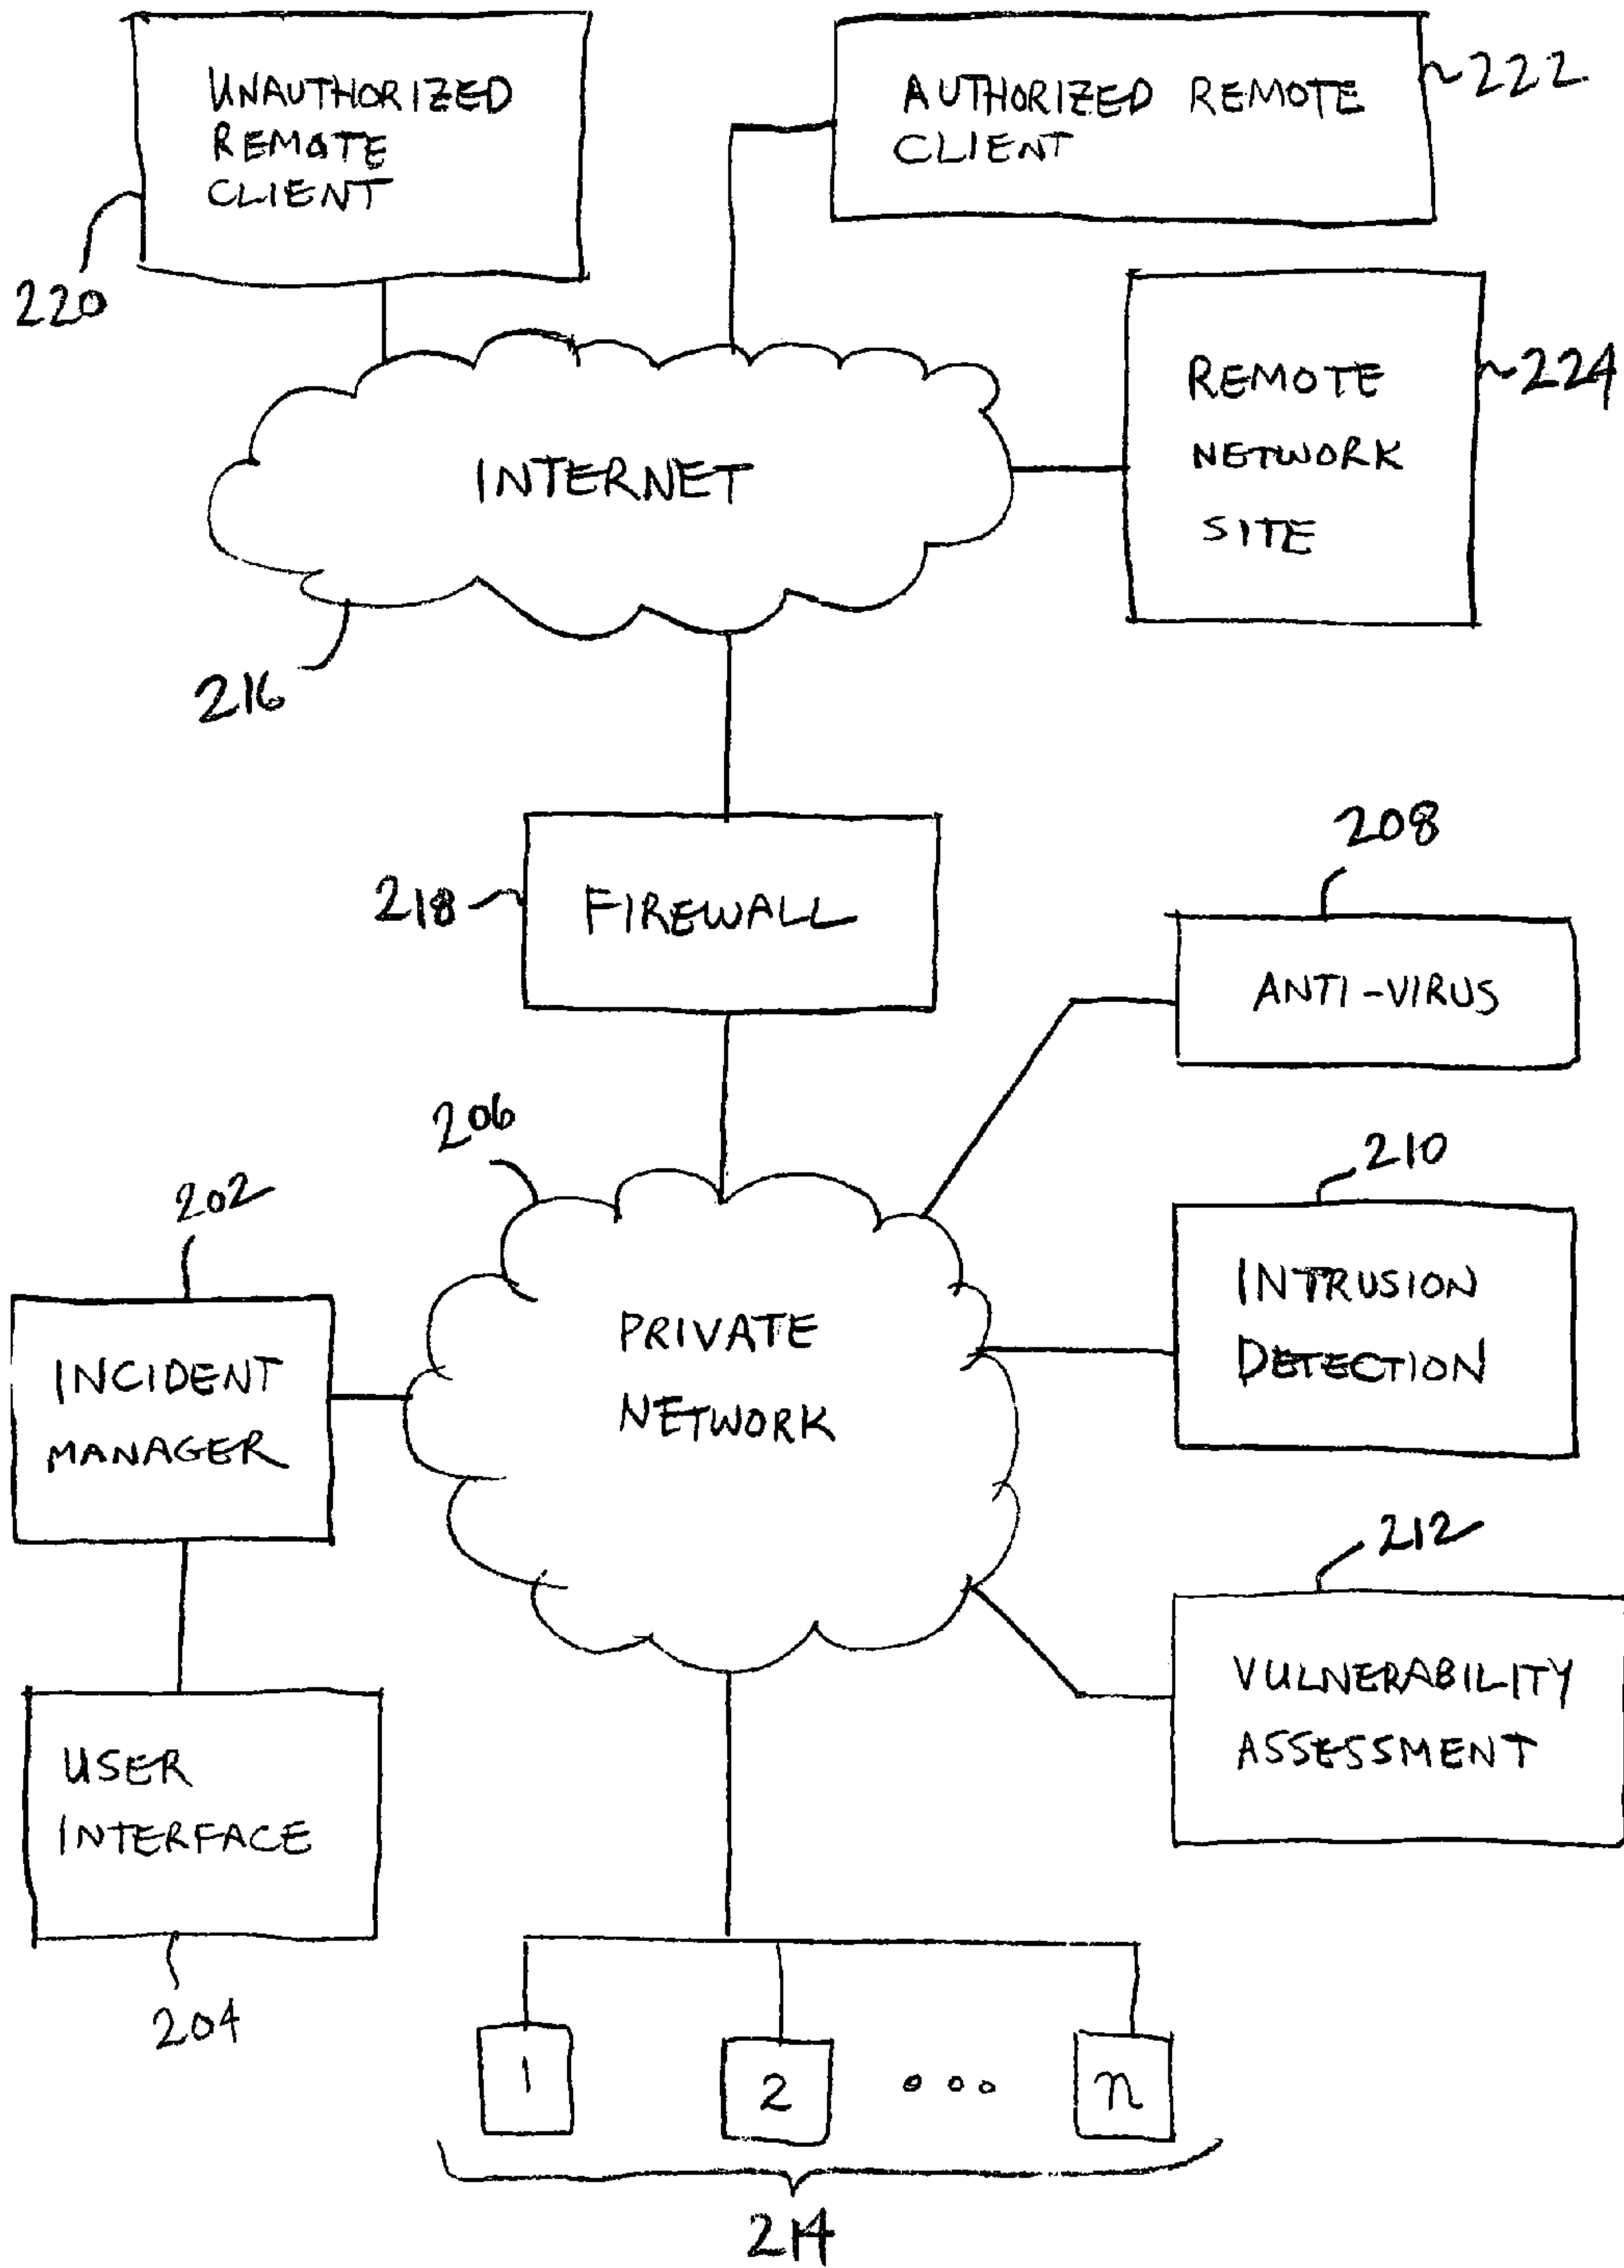 UNAUTHORIZED
REMOTE
CLIENT
220
AUTHORIZED REMOTE
CLIENT
222
REMOTE
NETWORK
SITE
224
INTERNET
216
218
FIREWALL
208
ANTI-VIRUS
206
PRIVATE
NETWORK
210
INTRUSION
DETECTION
202
INCIDENT
MANAGER
212
VULNERABILITY
ASSESSMENT
USER
INTERFACE
204
1 2 ... n
214